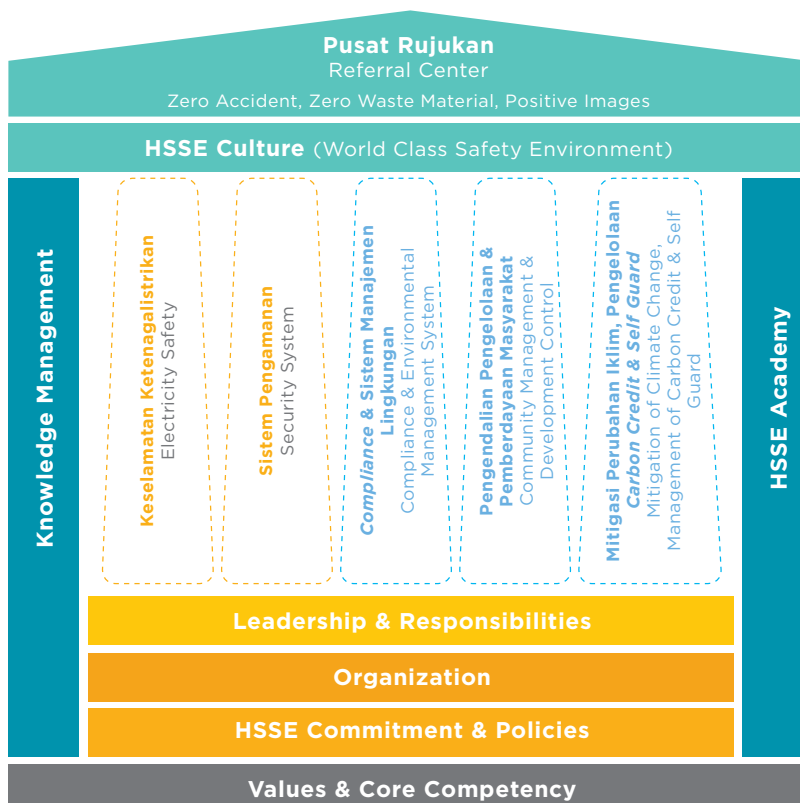 Pusat Rujukan
Referral Center
Zero Accident, Zero Waste Material, Positive Images
HSSE Culture (World Class Safety Environment)
Knowledge Management
Keselamatan Ketenagalistrikan
Electricity Safety
Sistem Pengamanan
Security System
Compliance & Sistem Manajemen
Lingkungan
Compliance & Environmental
Management System
Pengendalian Pengelolaan &
Pemberdayaan Masyarakat
Community Management &
Development Control
Mitigasi Perubahan Iklim, Pengelolaan
Carbon Credit & Self Guard
Mitigation of Climate Change,
Management of Carbon Credit & Self
Guard
HSSE Academy
Leadership & Responsibilities
Organization
HSSE Commitment & Policies
Values & Core Competency